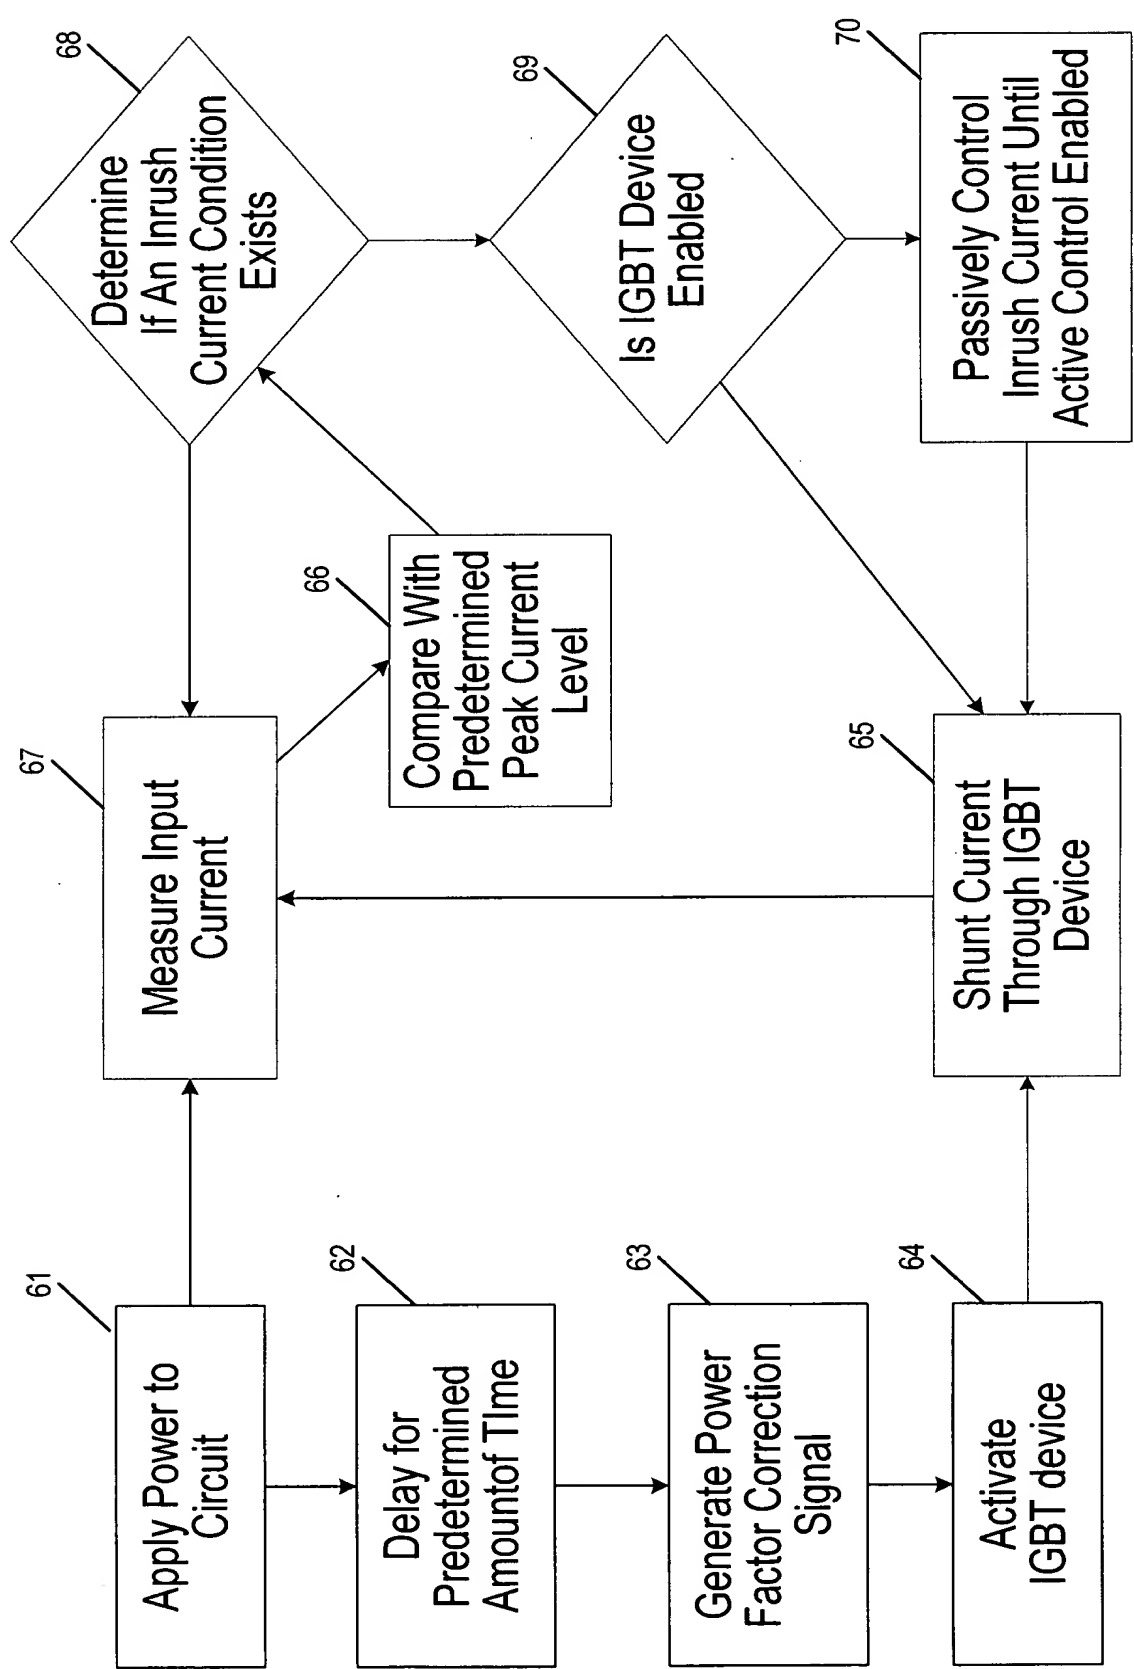 61
Apply Power to
Circuit
62
Delay for
Predetermined
Amountof TIme
63
Generate Power
Factor Correction
Signal
64
Activate
IGBT device
67
Measure Input
Current
66
Compare With
Predetermined
Peak Current
Level
65
Shunt Current
Through IGBT
Device
68
Determine
If An Inrush
Current Condition
Exists
69
Is IGBT Device
Enabled
70
Passively Control
Inrush Current Until
Active Control Enabled